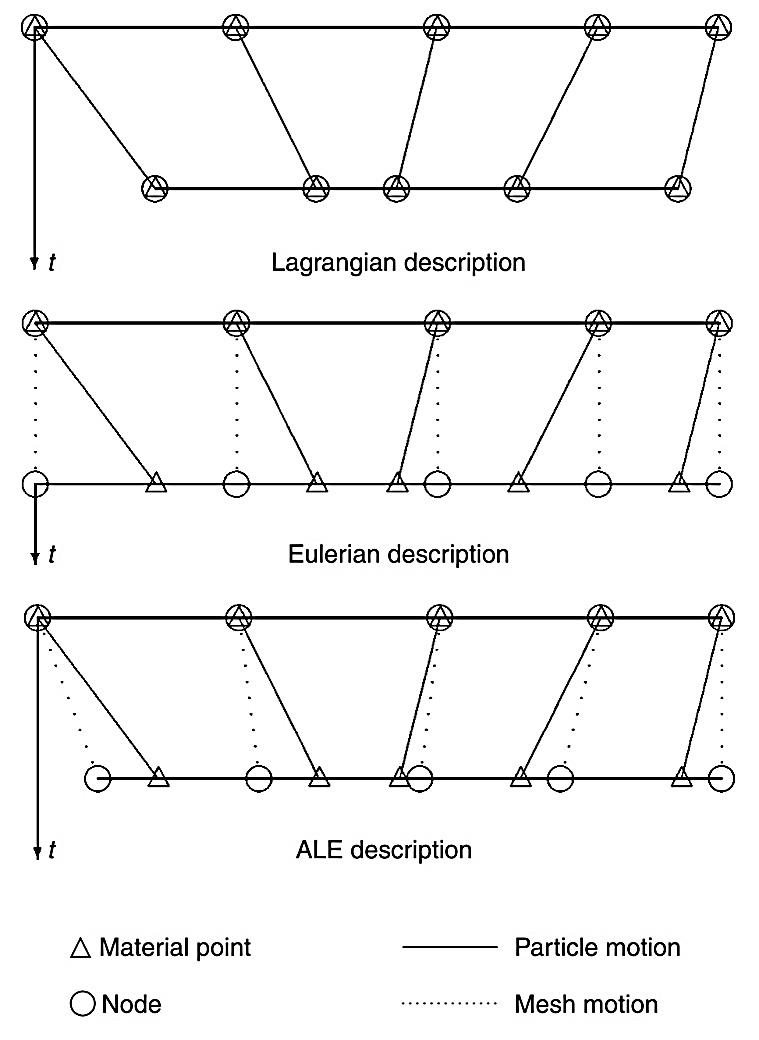 t
Lagrangian description
t
Eulerian description
t
ALE description
Material point
Particle motion
Node
Mesh motion